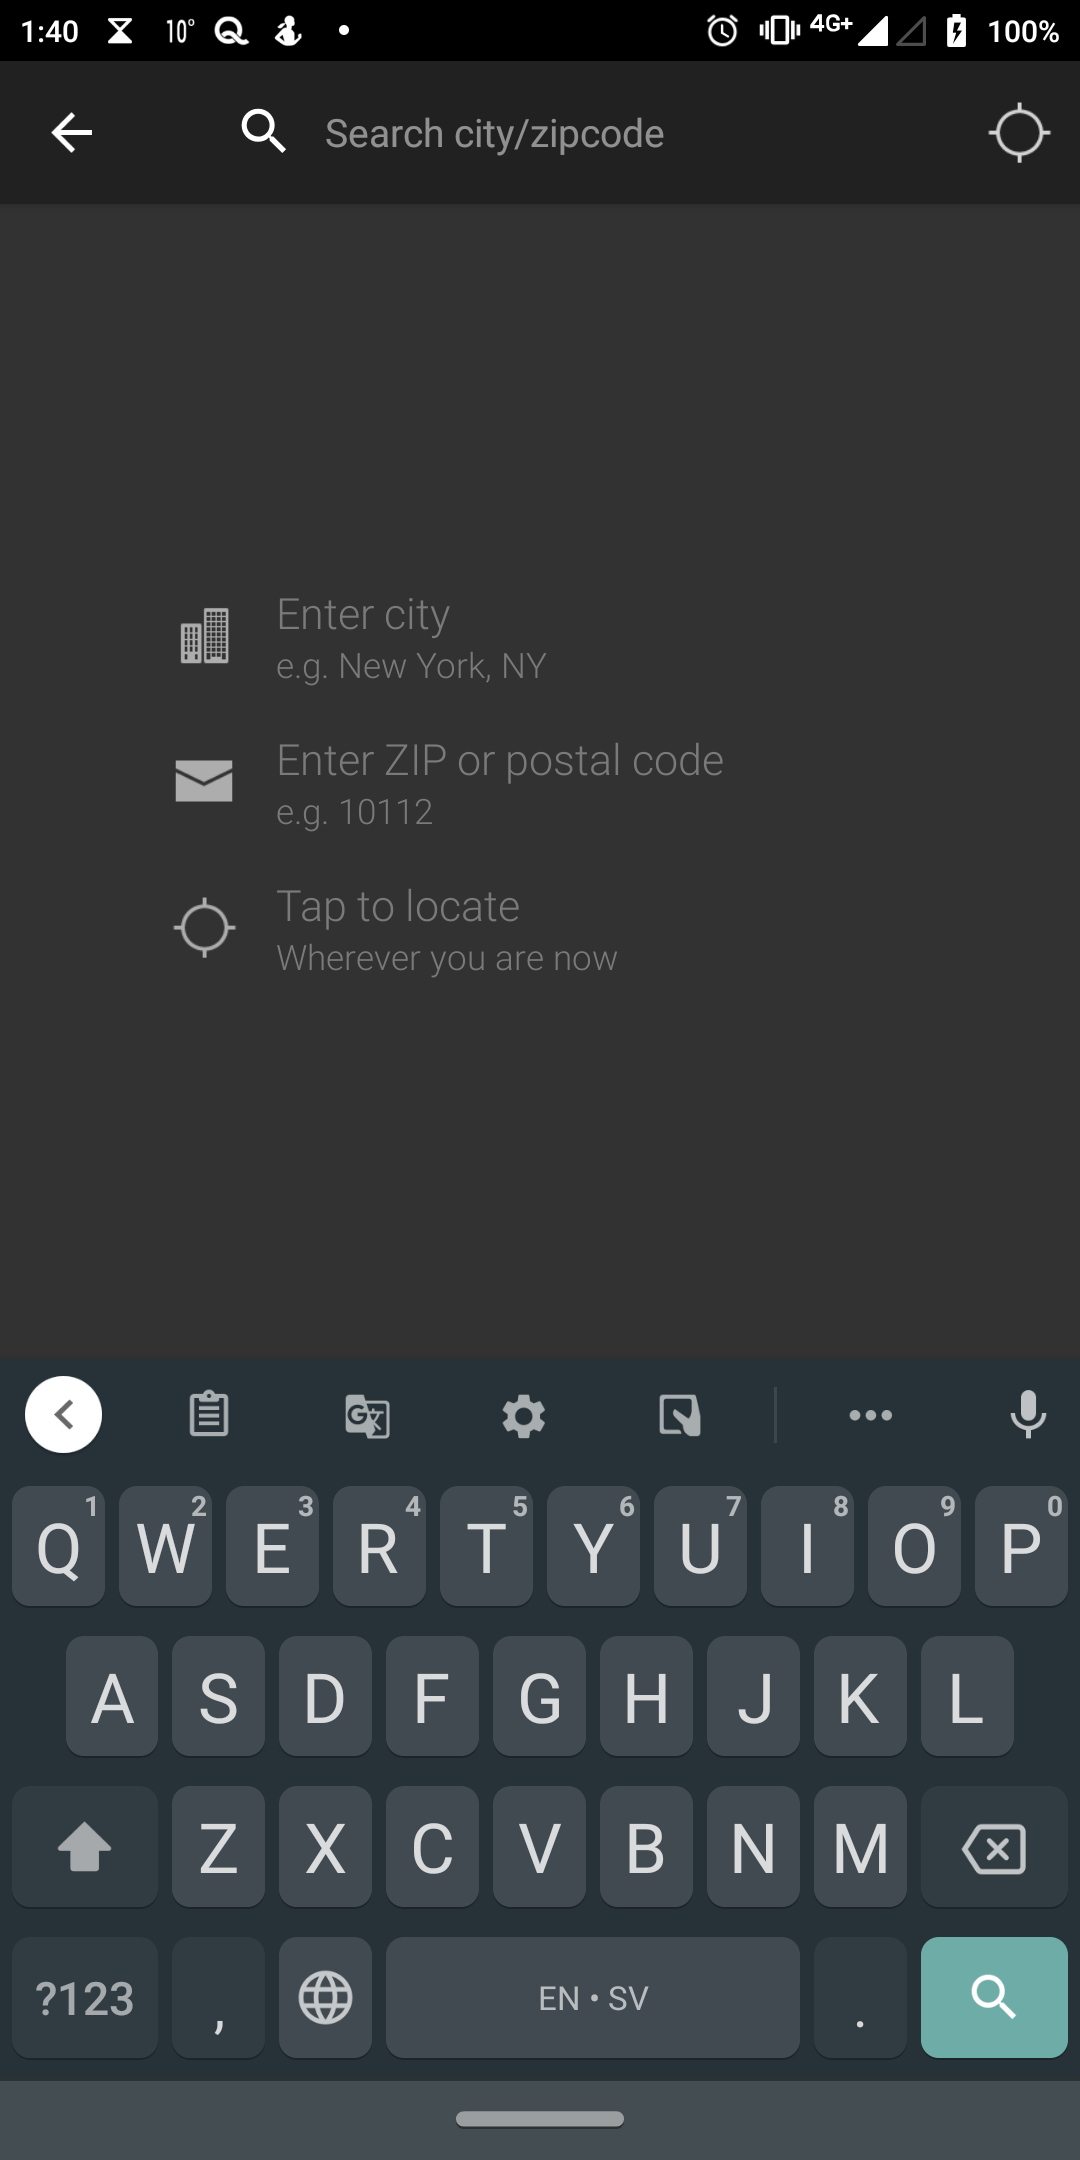 1:40 10° 4G+ 100%
Search city/zipcode
Enter city
e.g. New York, NY
Enter ZIP or postal code
e.g. 10112
Tap to locate
Wherever you are now
G
1 2 3 4 5 6 7 8 9 0
Q W E R T Y U I O P
A S D F G H J K L
Z X C V B N M
?123 , EN • SV .